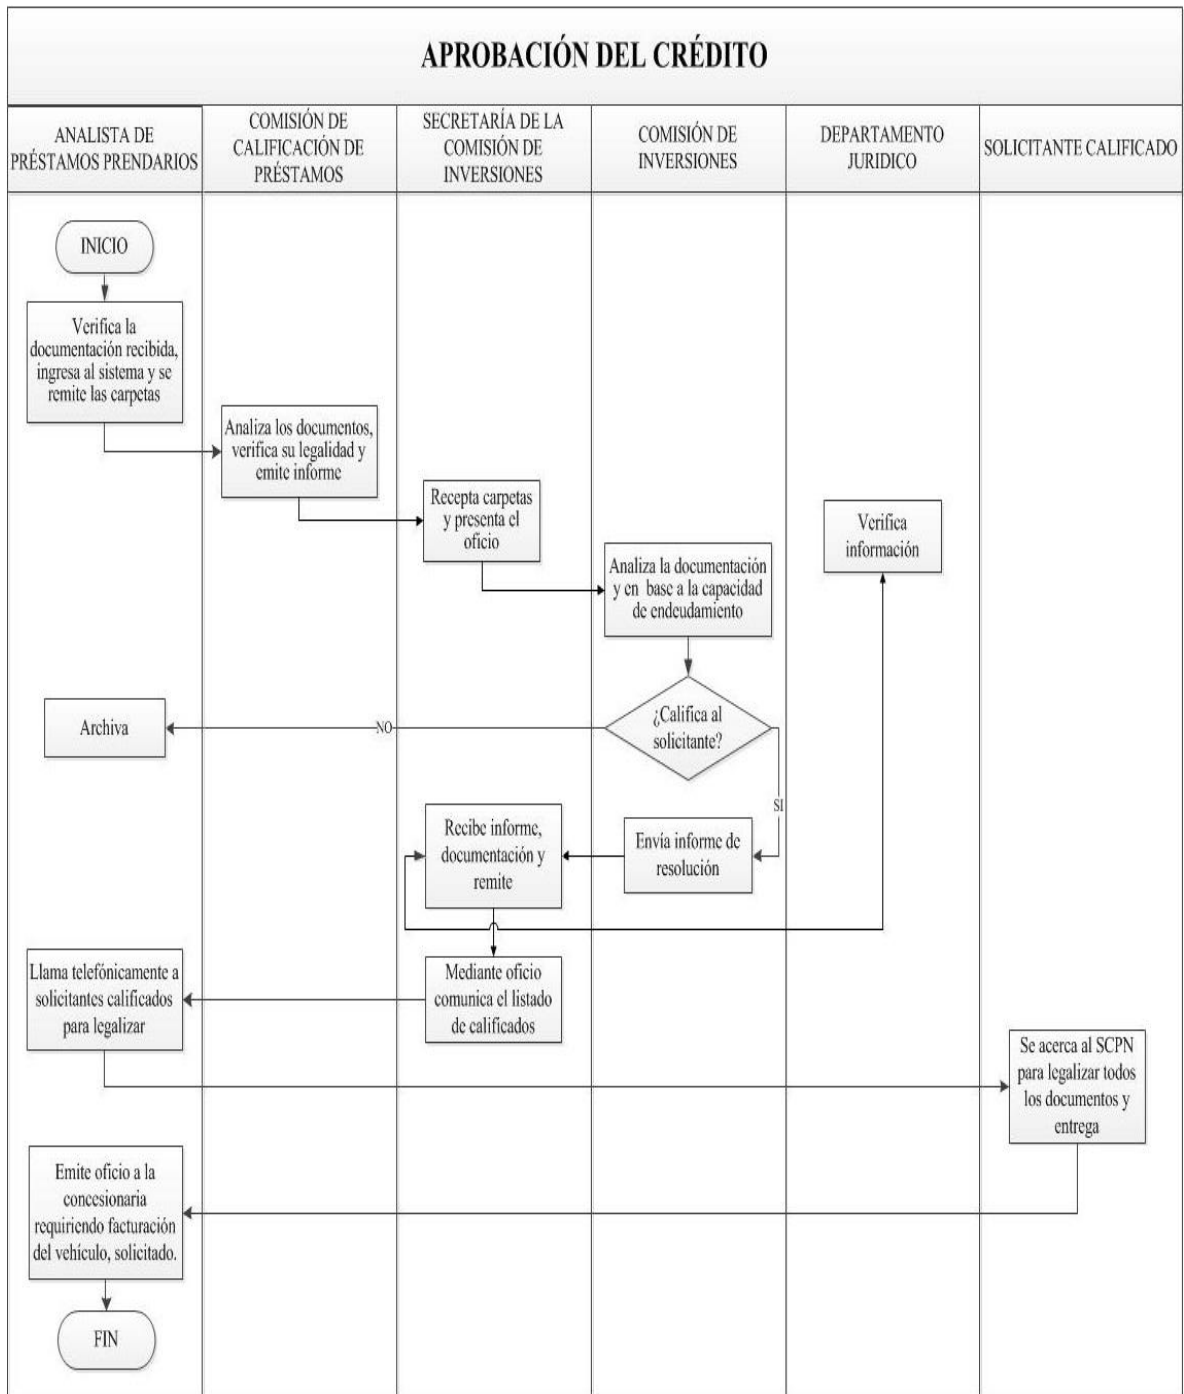 APROBACIÓN DEL CRÉDITO
ANALISTA DE
PRÉSTAMOS PRENDARIOS
COMISIÓN DE
CALIFICACIÓN DE
PRÉSTAMOS
SECRETARÍA DE LA
COMISIÓN DE
INVERSIONES
COMISIÓN DE
INVERSIONES
DEPARTAMENTO
JURIDICO
SOLICITANTE CALIFICADO
INICIO
Verifica la
documentación recibida,
ingresa al sistema y se
remite las carpetas
Analiza los documentos,
verifica su legalidad y
emite informe
Recepta carpetas
y presenta el
oficio
Verifica
información
Analiza la documentación
y en base a la capacidad
de endeudamiento
¿Califica al
solicitante?
NO
Archiva
SI
Envía informe de
resolución
Recibe informe,
documentación y
remite
Mediante oficio
comunica el listado
de calificados
Llama telefónicamente a
solicitantes calificados
para legalizar
Se acerca al SCPN
para legalizar todos
los documentos y
entrega
Emite oficio a la
concesionaria
requiriendo facturación
del vehículo, solicitado.
FIN